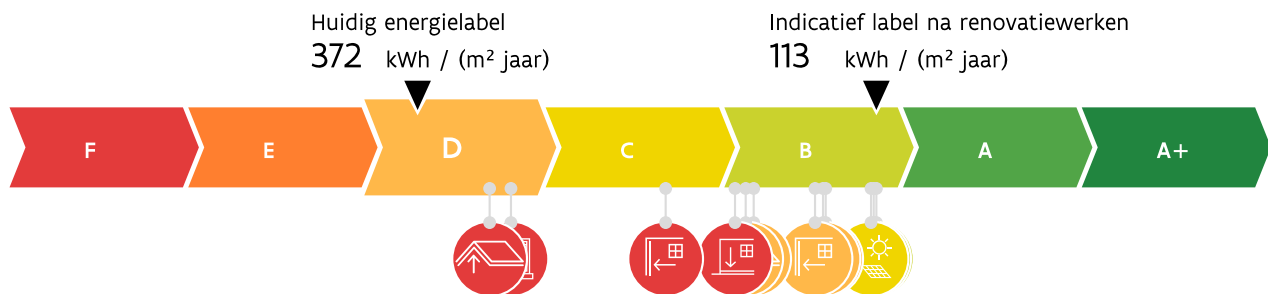 Huidig energielabel
372 kWh / (m² jaar)
Indicatief label na renovatiewerken
113 kWh / (m² jaar)
F E D C B A A+